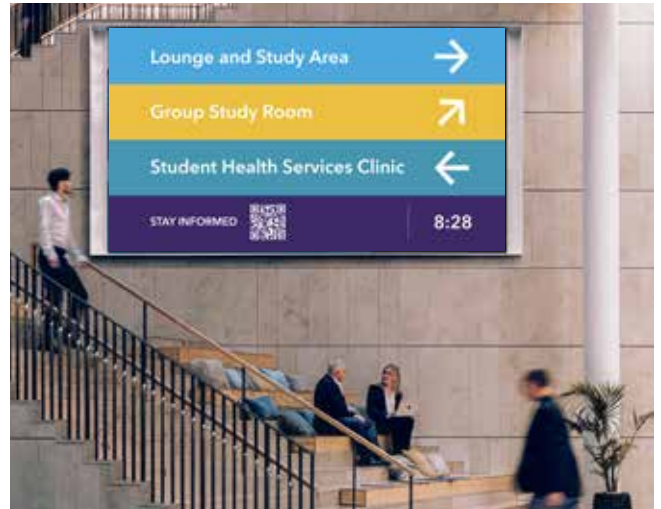 Lounge and Study Area
Group Study Room
Student Health Services Clinic
STAY INFORMED
8:28